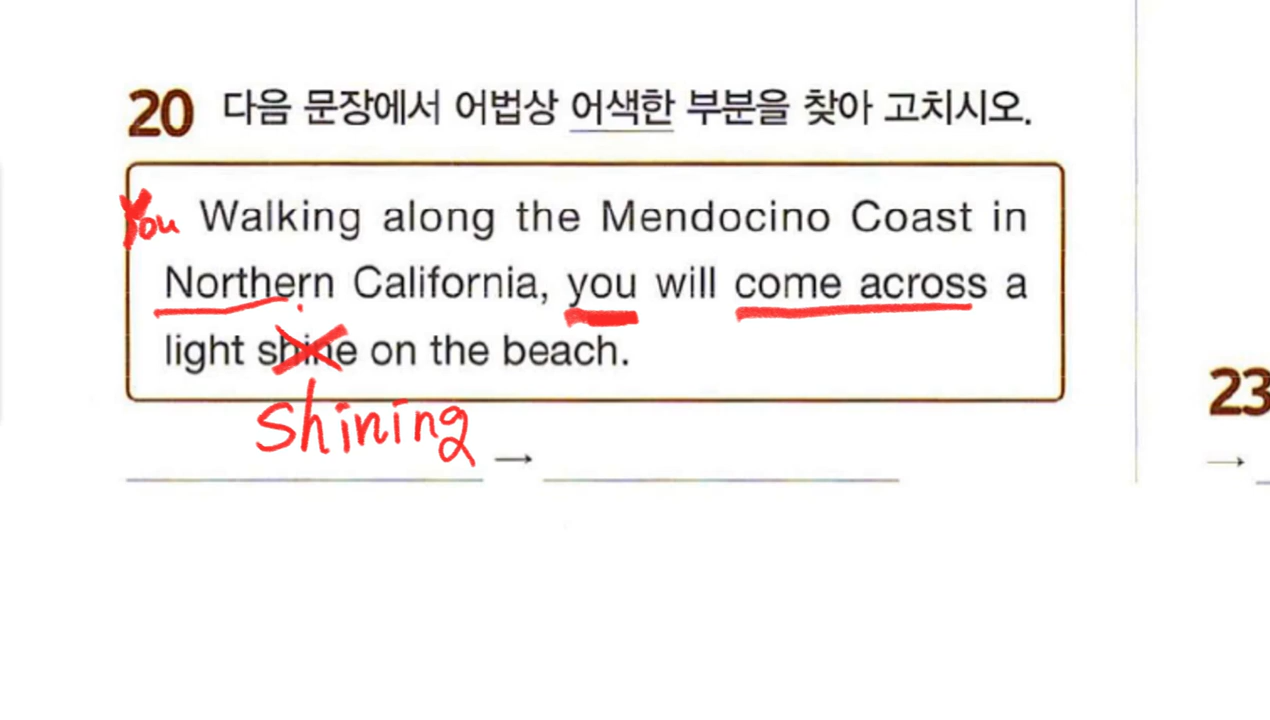 20 다음 문장에서 어법상 어색한 부분을 찾아 고치시오.
You Walking along the Mendocino Coast in
Northern California, you will come across a
light shine on the beach.
shining
→
23
→